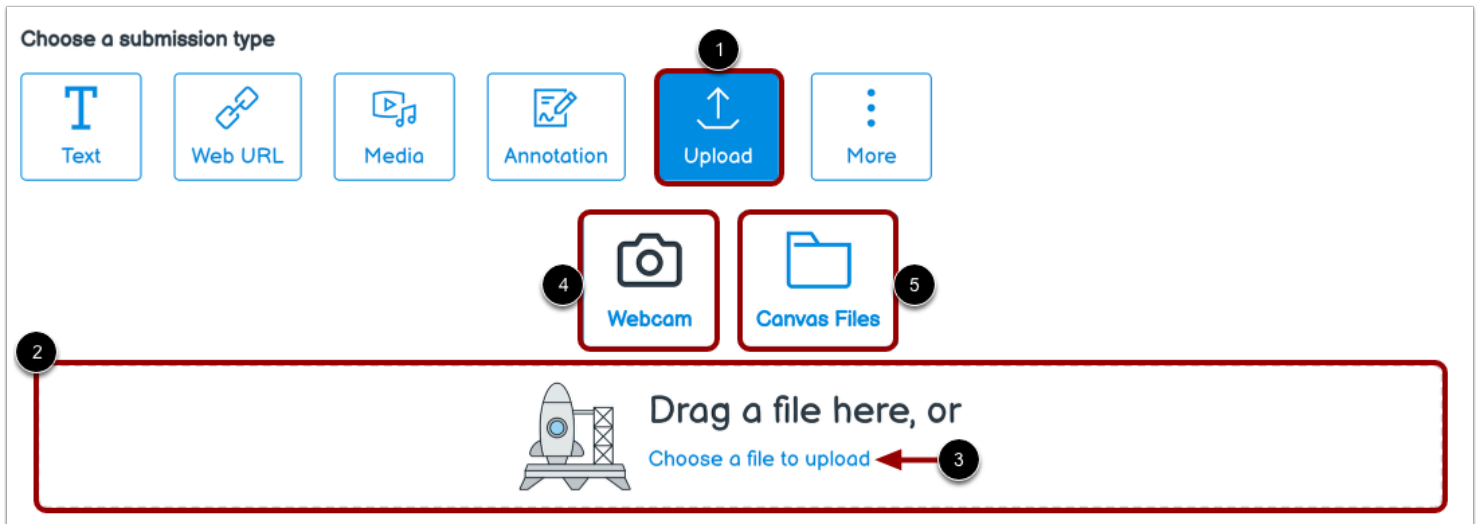 Choose a submission type
1
Text
Web URL
Media
Annotation
Upload
More
4
Webcam
Canvas Files
5
2
Drag a file here, or
Choose a file to upload
3